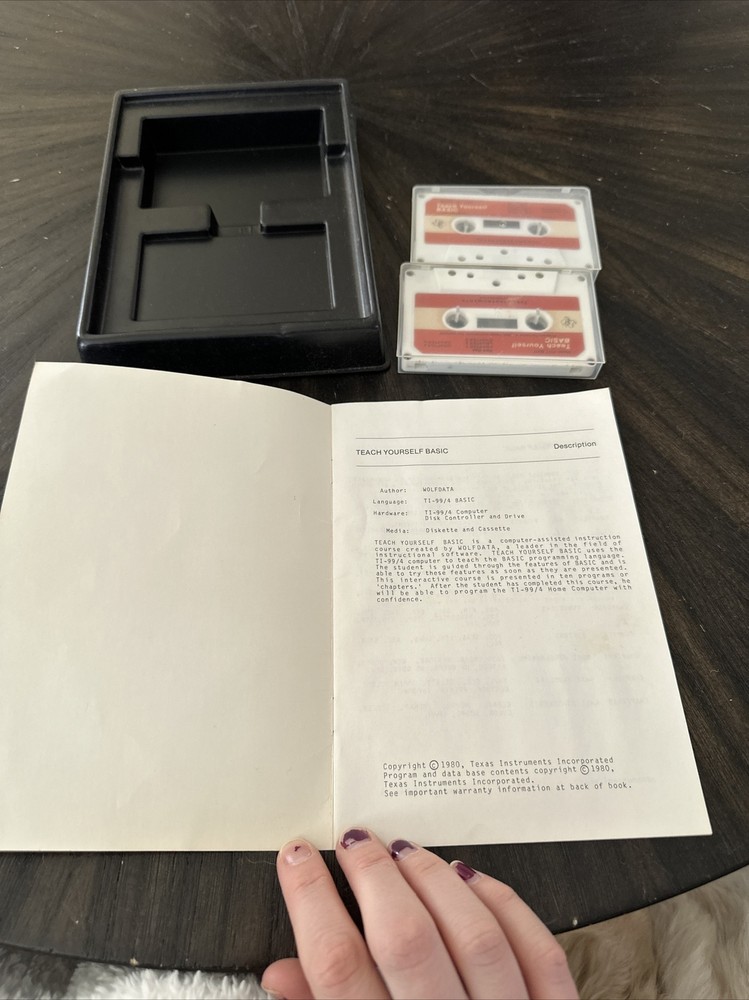 Teach Yourself
BASIC
Teach Yourself
BASIC
TEACH YOURSELF BASIC
Description
Author: WOLFDATA
Language: TI-99/4 BASIC
Hardware: TI-99/4 Computer
Disk Controller and Drive
Media: Diskette and Cassette
TEACH YOURSELF BASIC is a computer-assisted instruction
course created by WOLFDATA, a leader in the field of
instructional software. TEACH YOURSELF BASIC uses the
TI-99/4 computer to teach the BASIC programming language.
The student is guided through the features of BASIC and is
able to try these features as soon as they are presented.
This interactive course is presented in ten programs or
'chapters.' After the student has completed this course, he
will be able to program the TI-99/4 Home Computer with
confidence.
Copyright © 1980, Texas Instruments Incorporated
Program and data base contents copyright © 1980,
Texas Instruments Incorporated.
See important warranty information at back of book.